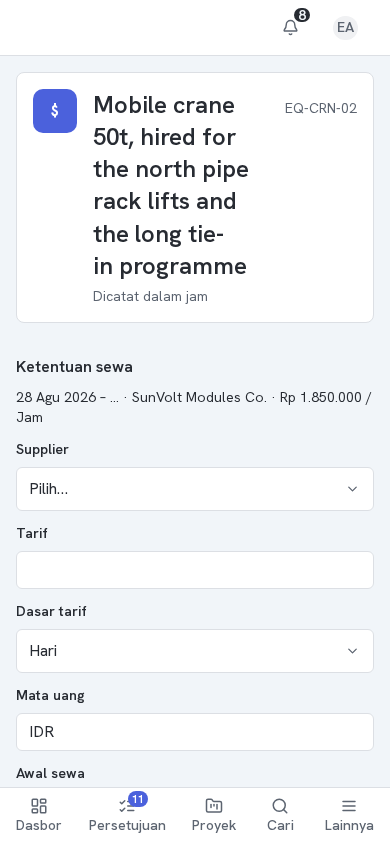 8
EA
$
Mobile crane
50t, hired for
the north pipe
rack lifts and
the long tie-
in programme
EQ-CRN-02
Dicatat dalam jam
Ketentuan sewa
28 Agu 2026 – ... · SunVolt Modules Co. · Rp 1.850.000 /
Jam
Supplier
Pilih...
Tarif
Dasar tarif
Hari
Mata uang
IDR
Awal sewa
11
Dasbor
Persetujuan
Proyek
Cari
Lainnya